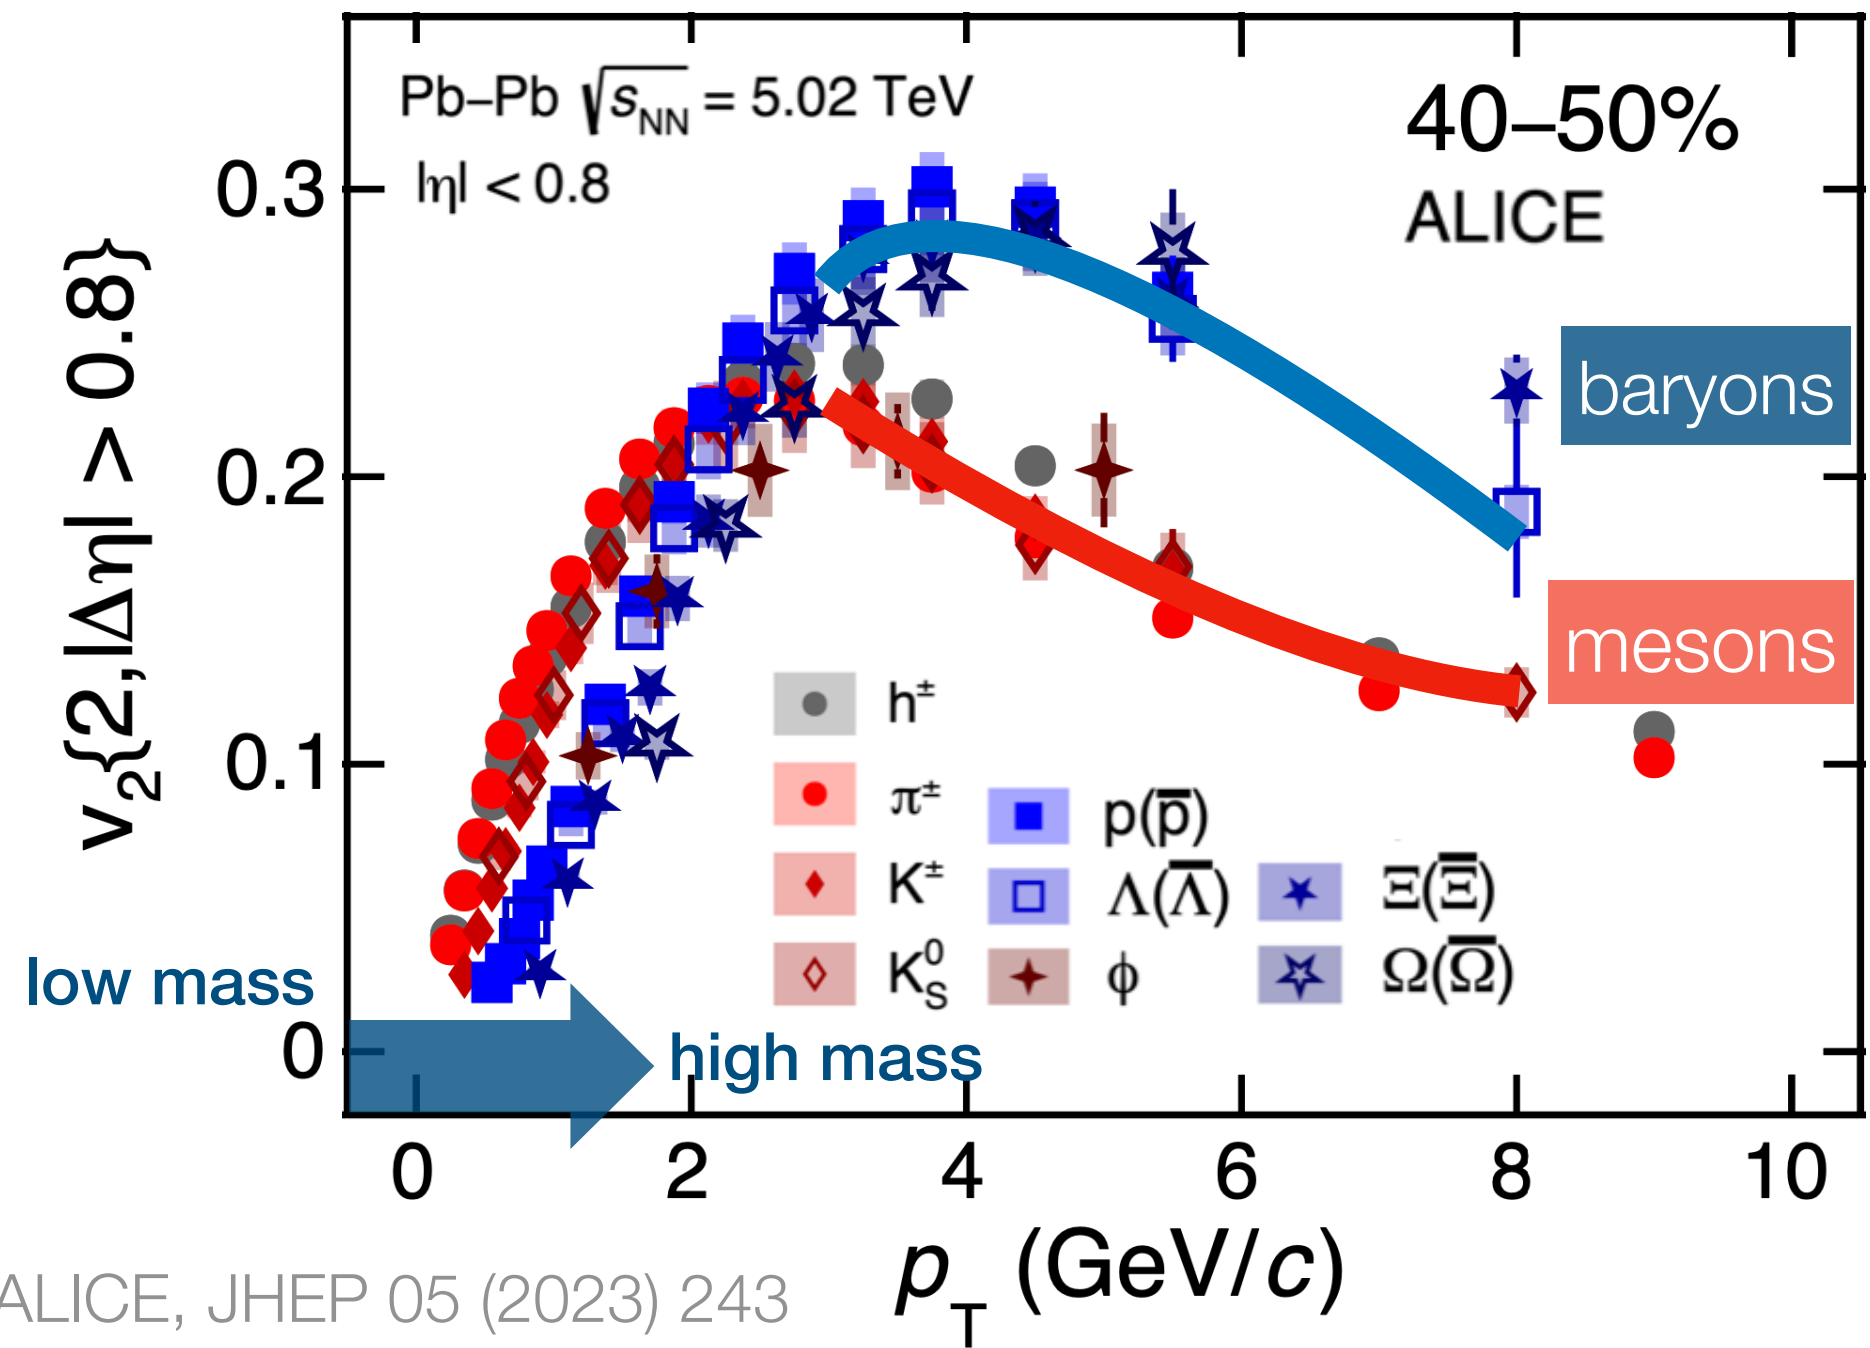 Pb–Pb √sNN = 5.02 TeV
|η| < 0.8
40–50%
ALICE
v2{2,|Δη| > 0.8}
0.3
0.2
0.1
0
baryons
mesons
h±
π±
K±
K0S
p(p̅)
Λ(Λ̅)
ϕ
Ξ(Ξ̅)
Ω(Ω̅)
low mass
high mass
0 2 4 6 8 10
pT (GeV/c)
ALICE, JHEP 05 (2023) 243